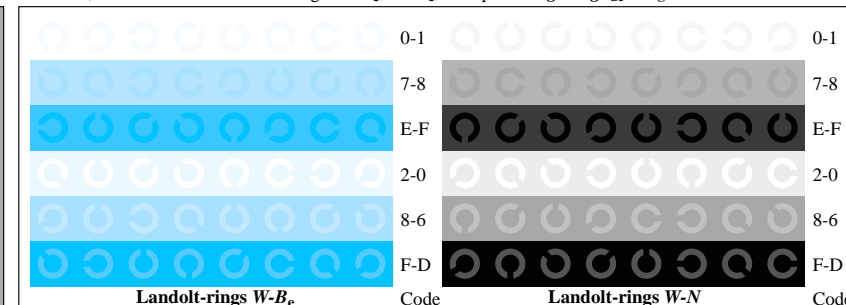 0-1 0-1
7-8 7-8
E-F E-F
2-0 2-0
8-6 8-6
F-D F-D
Landolt-rings W-Be Code Landolt-rings W-N Code